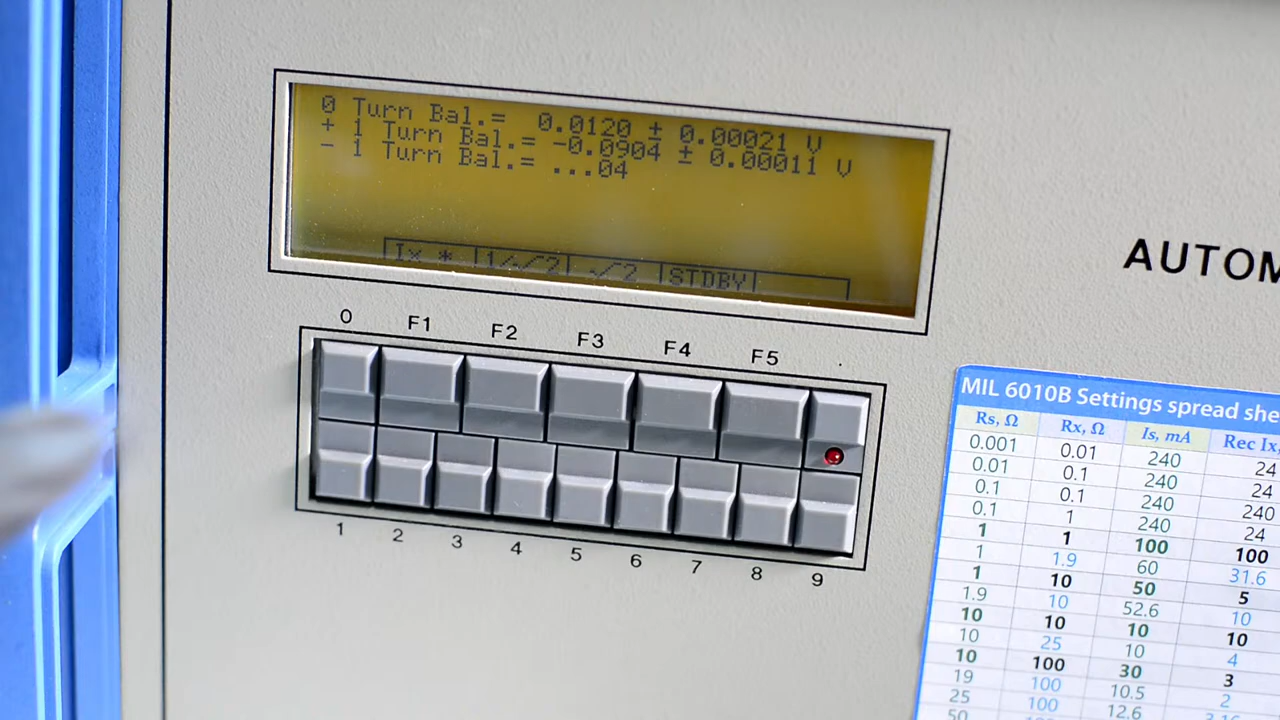 0 Turn Bal.= 0.0120 ± 0.00021 V
+ 1 Turn Bal.= -0.0904 ± 0.00011 V
- 1 Turn Bal.= ...04
Ix * 1/√2 √2 STDBY
AUTOM
0 F1 F2 F3 F4 F5 .
1 2 3 4 5 6 7 8 9
MIL 6010B Settings spread she
Rs, Ω Rx, Ω Is, mA Rec Ix,
0.001 0.01 240 24
0.01 0.1 240 24
0.1 0.1 240 240
0.1 1 240 24
1 1 100 100
1 1.9 60 31.6
1 10 50 5
1.9 10 52.6 10
10 10 10 10
10 25 10 4
10 100 30 3
19 100 10.5 2
25 100 12.6
50